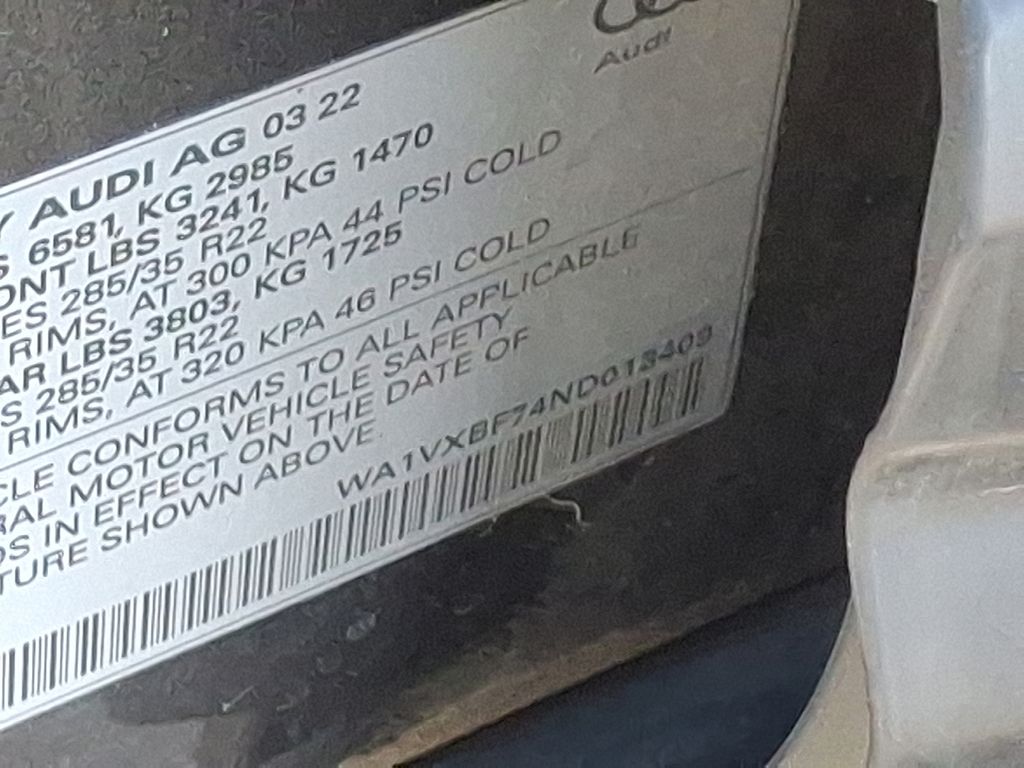 Audi
Y AUDI AG 03 22
S 6581, KG 2985
ONT LBS 3241, KG 1470
ES 285/35 R22
RIMS, AT 300 KPA 44 PSI COLD
AR LBS 3803, KG 1725
S 285/35 R22
RIMS, AT 320 KPA 46 PSI COLD
CLE CONFORMS TO ALL APPLICABLE
RAL MOTOR VEHICLE SAFETY
DS IN EFFECT ON THE DATE OF
TURE SHOWN ABOVE.
WA1VXBF74ND013409